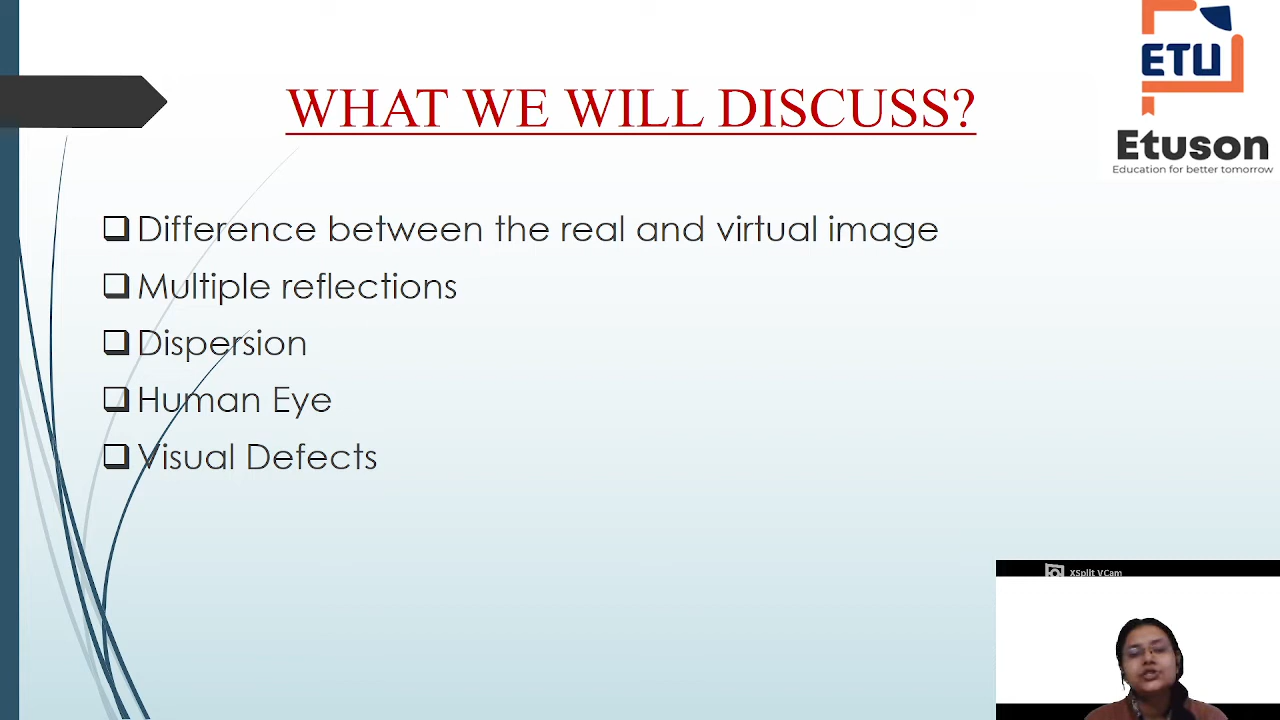 ETU
WHAT WE WILL DISCUSS?
Etuson
Education for better tomorrow
Difference between the real and virtual image
Multiple reflections
Dispersion
Human Eye
Visual Defects
XSplit VCam